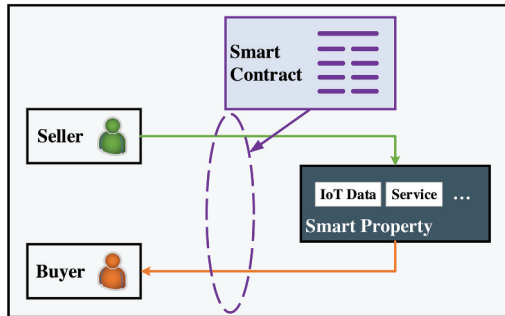 Smart
Contract
Seller
IoT Data
Service
...
Smart Property
Buyer